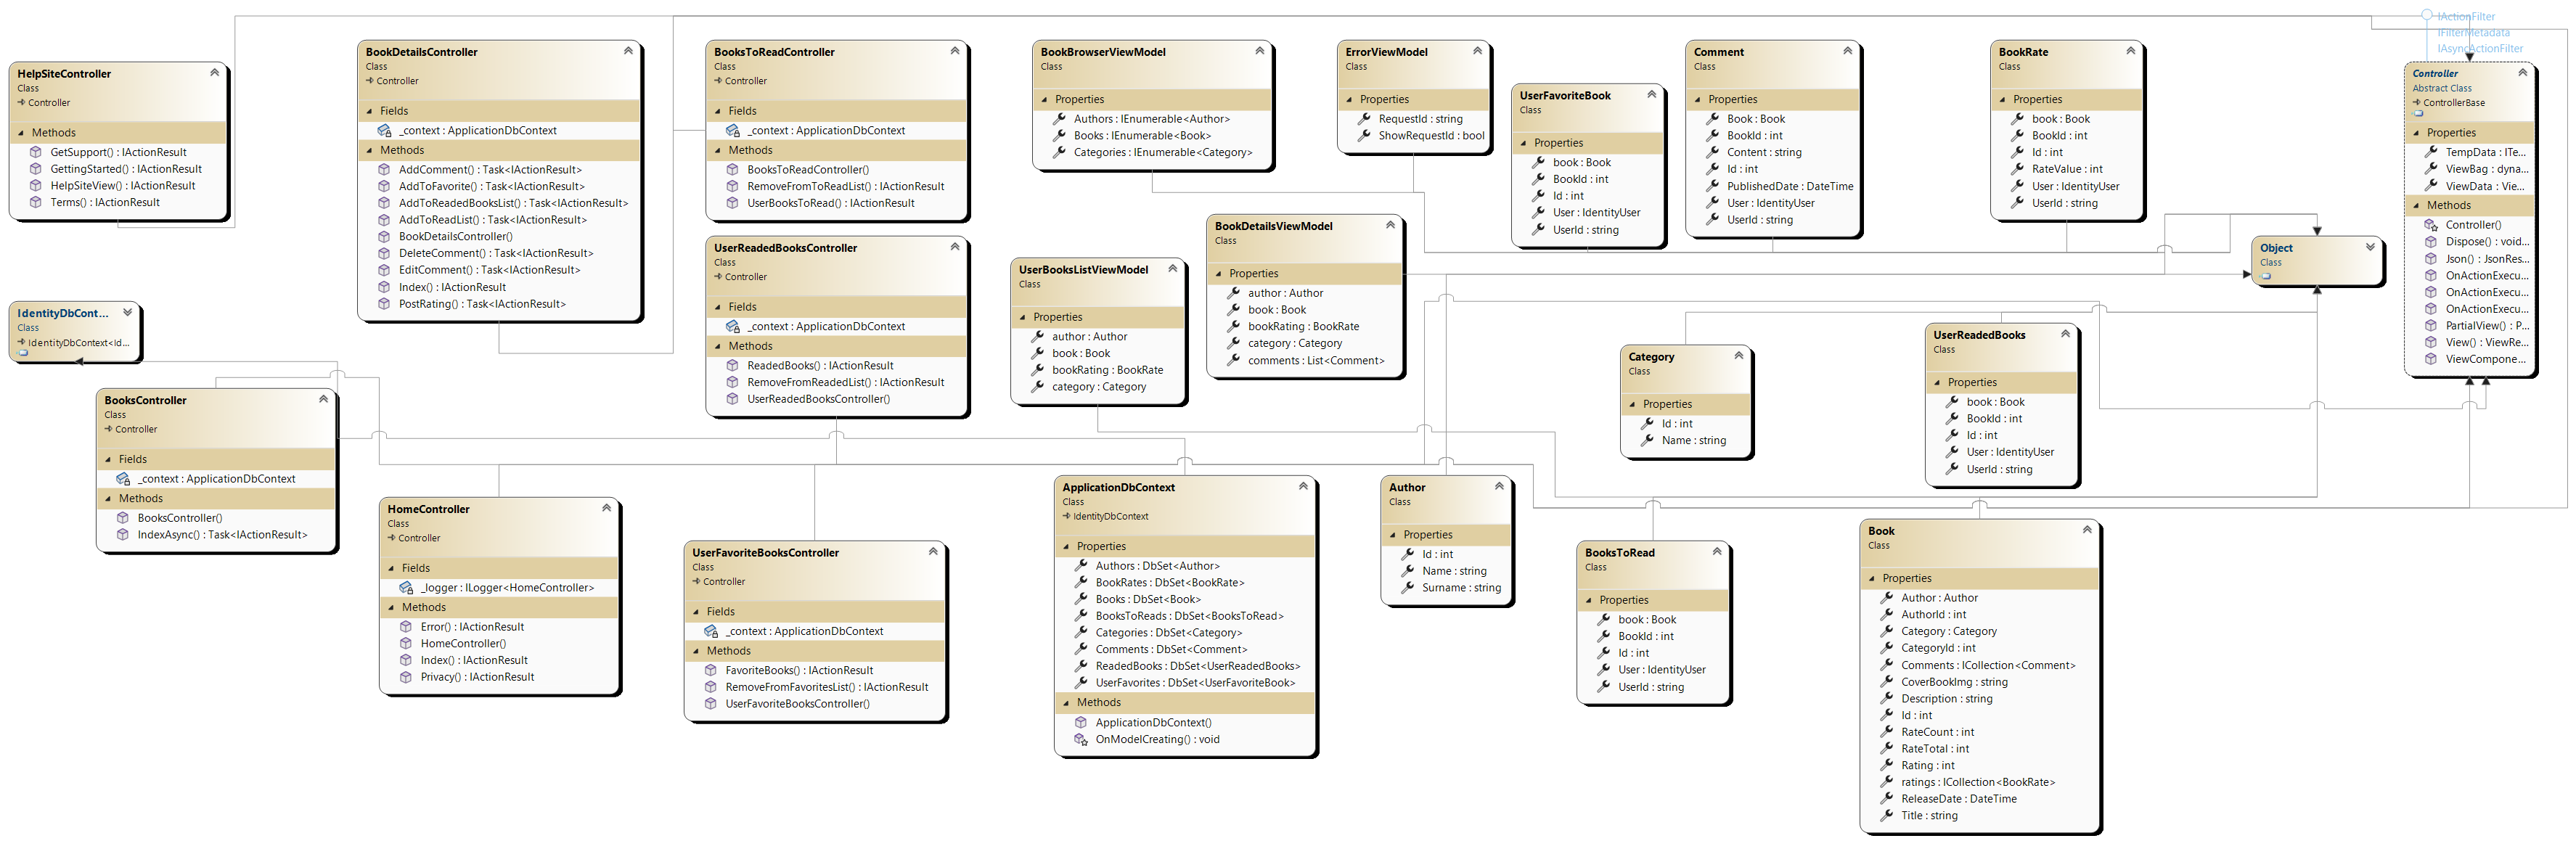 IActionFilter
IFilterMetadata
IAsyncActionFilter
HelpSiteController
Class
Controller
Methods
GetSupport() : IActionResult
GettingStarted() : IActionResult
HelpSiteView() : IActionResult
Terms() : IActionResult
BookDetailsController
Class
Controller
Fields
_context : ApplicationDbContext
Methods
AddComment() : Task<IActionResult>
AddToFavorite() : Task<IActionResult>
AddToReadedBooksList() : Task<IActionResult>
AddToReadList() : Task<IActionResult>
BookDetailsController()
DeleteComment() : Task<IActionResult>
EditComment() : Task<IActionResult>
Index() : IActionResult
PostRating() : Task<IActionResult>
BooksToReadController
Class
Controller
Fields
_context : ApplicationDbContext
Methods
BooksToReadController()
RemoveFromToReadList() : IActionResult
UserBooksToRead() : IActionResult
BookBrowserViewModel
Class
Properties
Authors : IEnumerable<Author>
Books : IEnumerable<Book>
Categories : IEnumerable<Category>
ErrorViewModel
Class
Properties
RequestId : string
ShowRequestId : bool
UserFavoriteBook
Class
Properties
book : Book
BookId : int
Id : int
User : IdentityUser
UserId : string
Comment
Class
Properties
Book : Book
BookId : int
Content : string
Id : int
PublishedDate : DateTime
User : IdentityUser
UserId : string
BookRate
Class
Properties
book : Book
BookId : int
Id : int
RateValue : int
User : IdentityUser
UserId : string
Controller
Abstract Class
ControllerBase
Properties
TempData : ITe...
ViewBag : dyna...
ViewData : Vie...
Methods
Controller()
Dispose() : void...
Json() : JsonRes...
OnActionExecu...
OnActionExecu...
OnActionExecu...
PartialView() : P...
View() : ViewRe...
ViewCompone...
UserReadedBooksController
Class
Controller
Fields
_context : ApplicationDbContext
Methods
ReadedBooks() : IActionResult
RemoveFromReadedList() : IActionResult
UserReadedBooksController()
UserBooksListViewModel
Class
Properties
author : Author
book : Book
bookRating : BookRate
category : Category
BookDetailsViewModel
Class
Properties
author : Author
book : Book
bookRating : BookRate
category : Category
comments : List<Comment>
Object
Class
IdentityDbCont...
Class
IdentityDbContext<Id...
Category
Class
Properties
Id : int
Name : string
UserReadedBooks
Class
Properties
book : Book
BookId : int
Id : int
User : IdentityUser
UserId : string
BooksController
Class
Controller
Fields
_context : ApplicationDbContext
Methods
BooksController()
IndexAsync() : Task<IActionResult>
HomeController
Class
Controller
Fields
_logger : ILogger<HomeController>
Methods
Error() : IActionResult
HomeController()
Index() : IActionResult
Privacy() : IActionResult
UserFavoriteBooksController
Class
Controller
Fields
_context : ApplicationDbContext
Methods
FavoriteBooks() : IActionResult
RemoveFromFavoritesList() : IActionResult
UserFavoriteBooksController()
ApplicationDbContext
Class
IdentityDbContext
Properties
Authors : DbSet<Author>
BookRates : DbSet<BookRate>
Books : DbSet<Book>
BooksToReads : DbSet<BooksToRead>
Categories : DbSet<Category>
Comments : DbSet<Comment>
ReadedBooks : DbSet<UserReadedBooks>
UserFavorites : DbSet<UserFavoriteBook>
Methods
ApplicationDbContext()
OnModelCreating() : void
Author
Class
Properties
Id : int
Name : string
Surname : string
BooksToRead
Class
Properties
book : Book
BookId : int
Id : int
User : IdentityUser
UserId : string
Book
Class
Properties
Author : Author
AuthorId : int
Category : Category
CategoryId : int
Comments : ICollection<Comment>
CoverBookImg : string
Description : string
Id : int
RateCount : int
RateTotal : int
Rating : int
ratings : ICollection<BookRate>
ReleaseDate : DateTime
Title : string